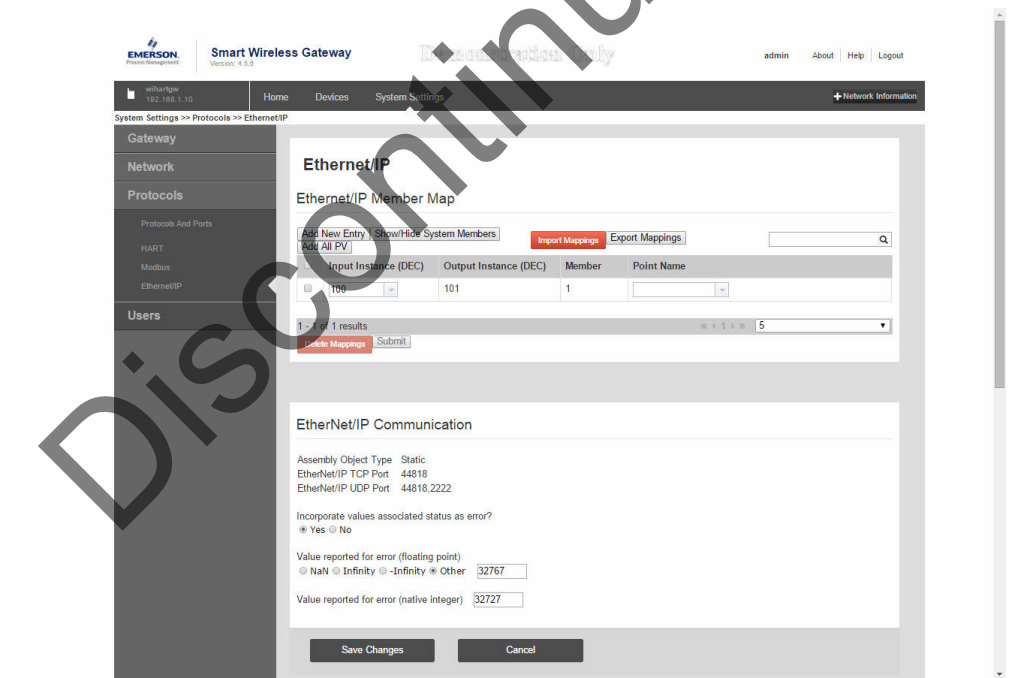 EMERSON.
Process Management
Smart Wireless Gateway
Version: 4.5.6
Demonstration Only
admin About Help Logout
wihartgw
192.168.1.10
Home Devices System Settings
+ Network Information
System Settings >> Protocols >> Ethernet/IP
Gateway
Network
Protocols
Protocols And Ports
HART
Modbus
Ethernet/IP
Users
Ethernet/IP
Ethernet/IP Member Map
Add New Entry Show/Hide System Members
Add All PV
Import Mappings Export Mappings
Input Instance (DEC) Output Instance (DEC) Member Point Name
100 101 1
1 - 1 of 1 results
« ‹ 1 › » 5
Delete Mappings Submit
EtherNet/IP Communication
Assembly Object Type Static
EtherNet/IP TCP Port 44818
EtherNet/IP UDP Port 44818,2222
Incorporate values associated status as error?
Yes No
Value reported for error (floating point)
NaN Infinity -Infinity Other 32767
Value reported for error (native integer) 32727
Save Changes Cancel